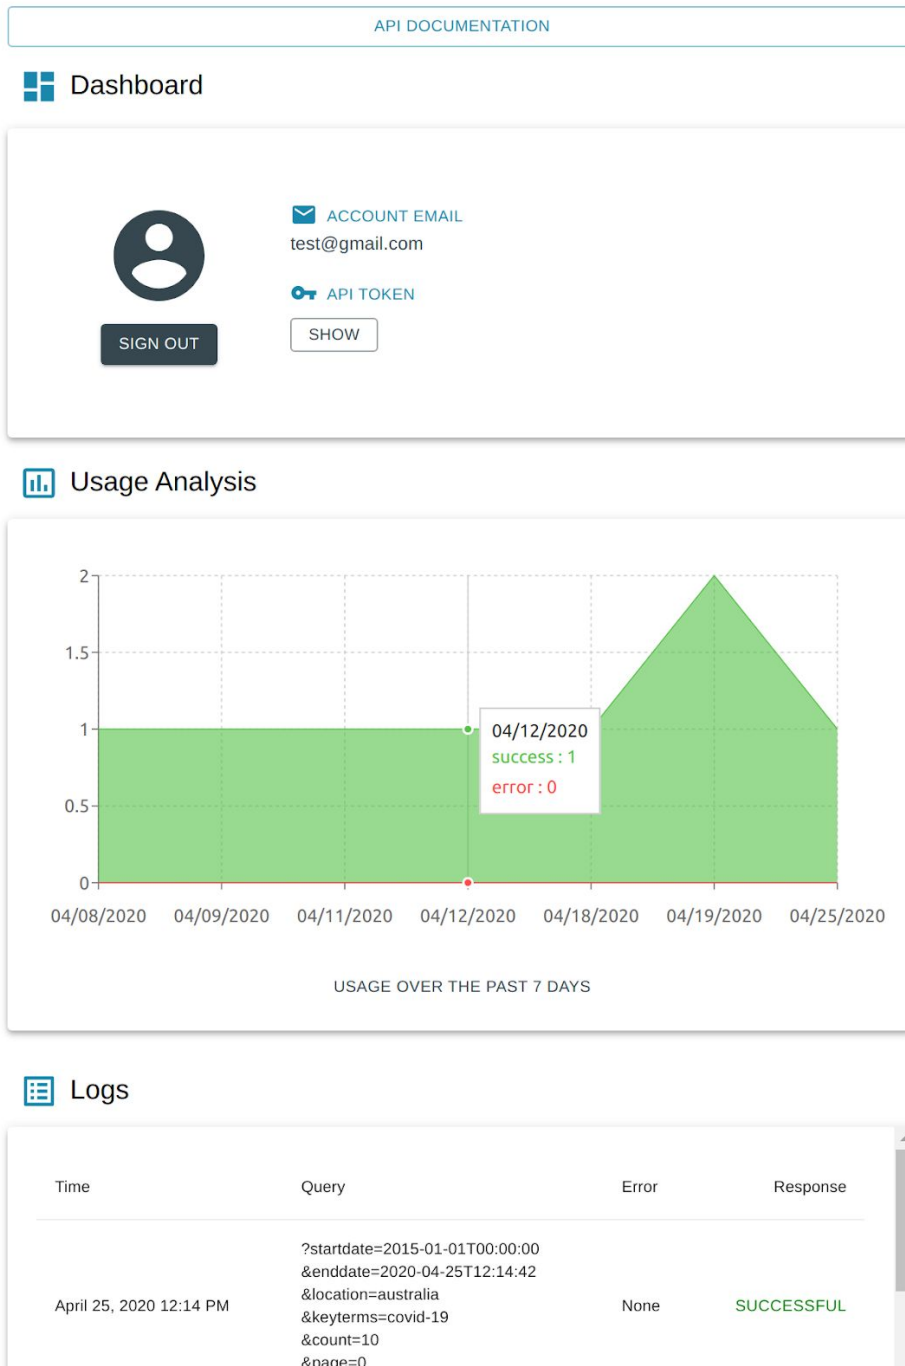 API DOCUMENTATION
Dashboard
ACCOUNT EMAIL
test@gmail.com
API TOKEN
SHOW
SIGN OUT
Usage Analysis
2
1.5
1
0.5
0
04/12/2020
success : 1
error : 0
04/08/2020 04/09/2020 04/11/2020 04/12/2020 04/18/2020 04/19/2020 04/25/2020
USAGE OVER THE PAST 7 DAYS
Logs
Time Query Error Response
?startdate=2015-01-01T00:00:00
&enddate=2020-04-25T12:14:42
&location=australia
April 25, 2020 12:14 PM None SUCCESSFUL
&keyterms=covid-19
&count=10
&page=0